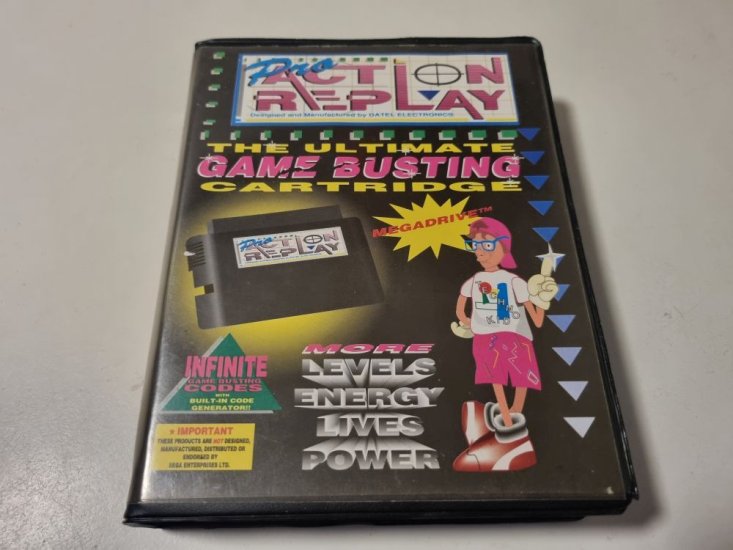 Pro
ACTION
REPLAY
Designed and Manufactured by DATEL ELECTRONICS
THE ULTIMATE
GAME BUSTING
CARTRIDGE
MEGADRIVE™
Pro
ACTION
REPLAY
TECHNO
KID
INFINITE
GAME BUSTING
CODES
WITH
BUILT-IN CODE
GENERATOR!!
MORE
LEVELS
ENERGY
LIVES
POWER
★ IMPORTANT
THESE PRODUCTS ARE NOT DESIGNED,
MANUFACTURED, DISTRIBUTED OR
ENDORSED BY
SEGA ENTERPRISES LTD.